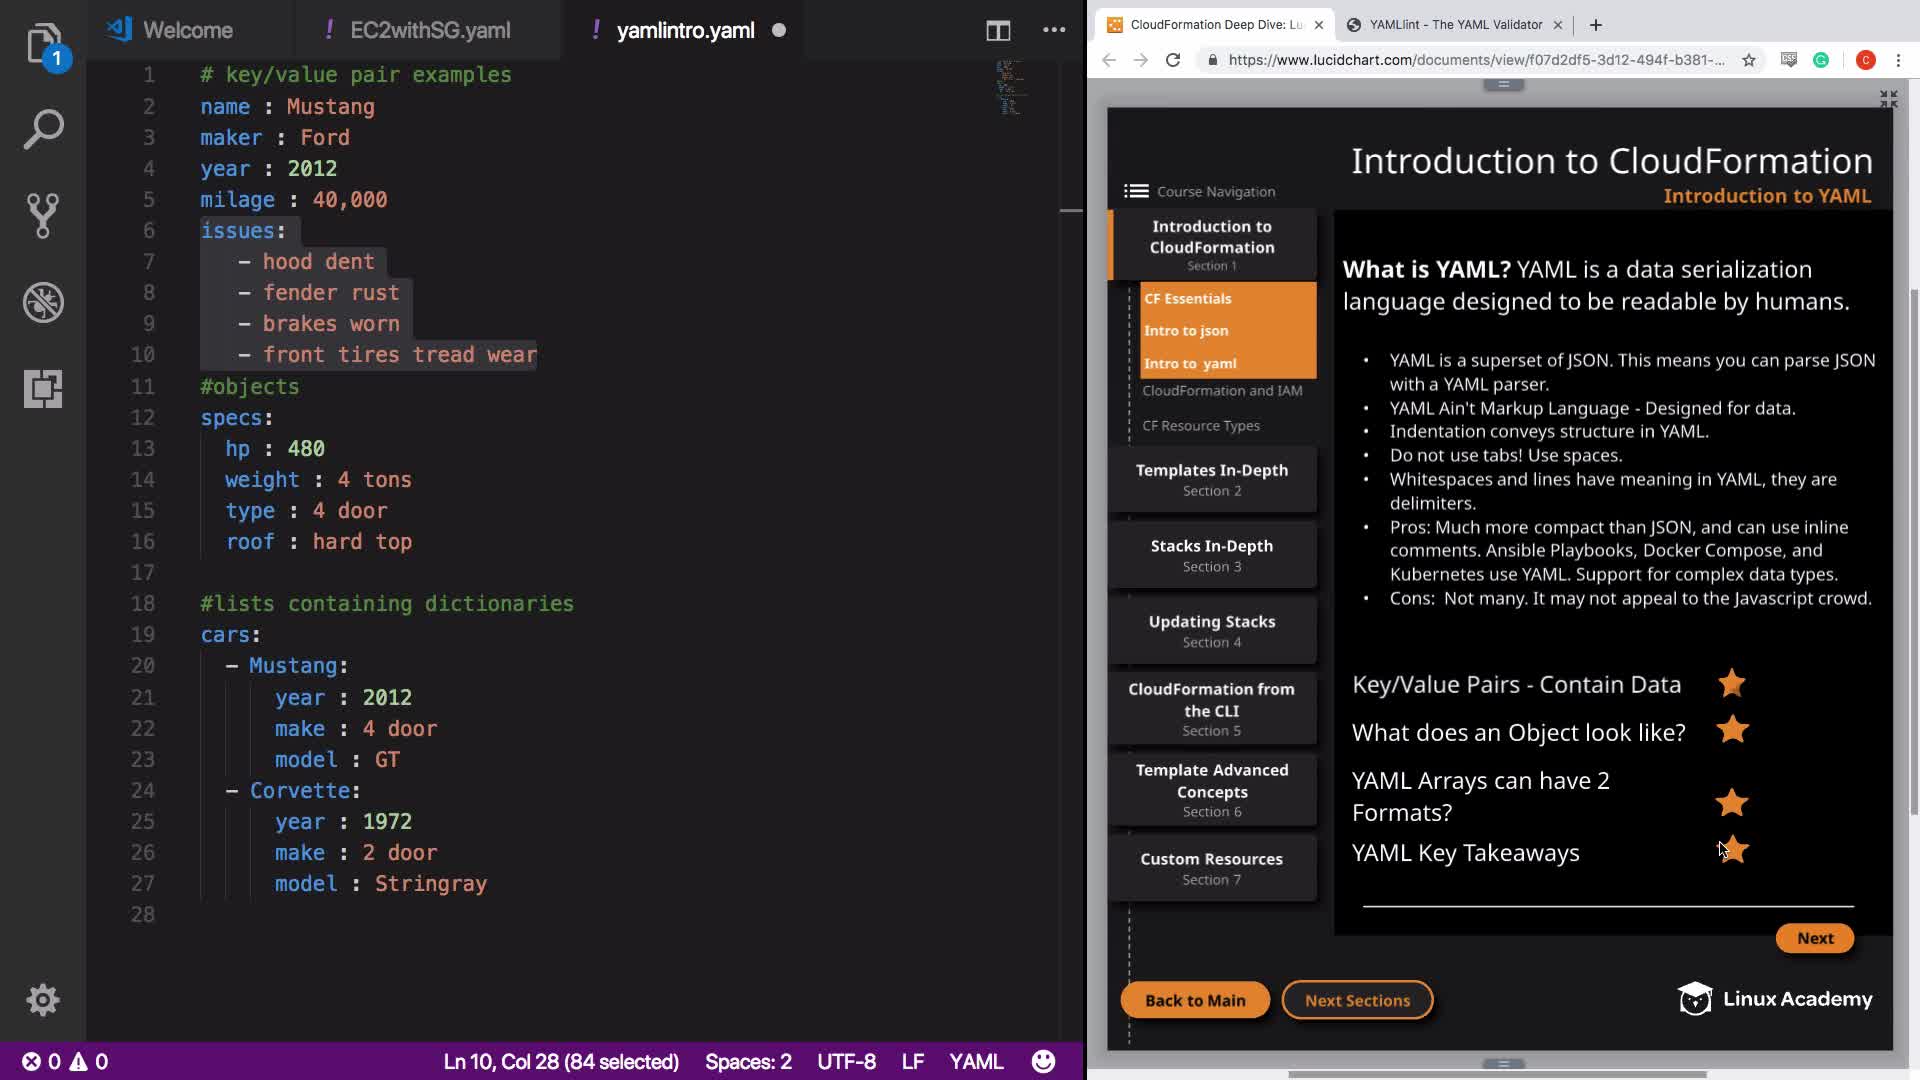 Welcome
! EC2withSG.yaml
! yamlintro.yaml
1
1 # key/value pair examples
2 name : Mustang
3 maker : Ford
4 year : 2012
5 milage : 40,000
6 issues:
7 - hood dent
8 - fender rust
9 - brakes worn
10 - front tires tread wear
11 #objects
12 specs:
13 hp : 480
14 weight : 4 tons
15 type : 4 door
16 roof : hard top
17
18 #lists containing dictionaries
19 cars:
20 - Mustang:
21 year : 2012
22 make : 4 door
23 model : GT
24 - Corvette:
25 year : 1972
26 make : 2 door
27 model : Stringray
28
0 0 Ln 10, Col 28 (84 selected) Spaces: 2 UTF-8 LF YAML
CloudFormation Deep Dive: Lu
YAMLlint - The YAML Validator
https://www.lucidchart.com/documents/view/f07d2df5-3d12-494f-b381-...
C
Introduction to CloudFormation
Introduction to YAML
Course Navigation
Introduction to
CloudFormation
Section 1
CF Essentials
Intro to json
Intro to yaml
CloudFormation and IAM
CF Resource Types
Templates In-Depth
Section 2
Stacks In-Depth
Section 3
Updating Stacks
Section 4
CloudFormation from
the CLI
Section 5
Template Advanced
Concepts
Section 6
Custom Resources
Section 7
What is YAML? YAML is a data serialization
language designed to be readable by humans.
• YAML is a superset of JSON. This means you can parse JSON
with a YAML parser.
• YAML Ain't Markup Language - Designed for data.
• Indentation conveys structure in YAML.
• Do not use tabs! Use spaces.
• Whitespaces and lines have meaning in YAML, they are
delimiters.
• Pros: Much more compact than JSON, and can use inline
comments. Ansible Playbooks, Docker Compose, and
Kubernetes use YAML. Support for complex data types.
• Cons: Not many. It may not appeal to the Javascript crowd.
Key/Value Pairs - Contain Data
What does an Object look like?
YAML Arrays can have 2
Formats?
YAML Key Takeaways
Next
Back to Main
Next Sections
Linux Academy